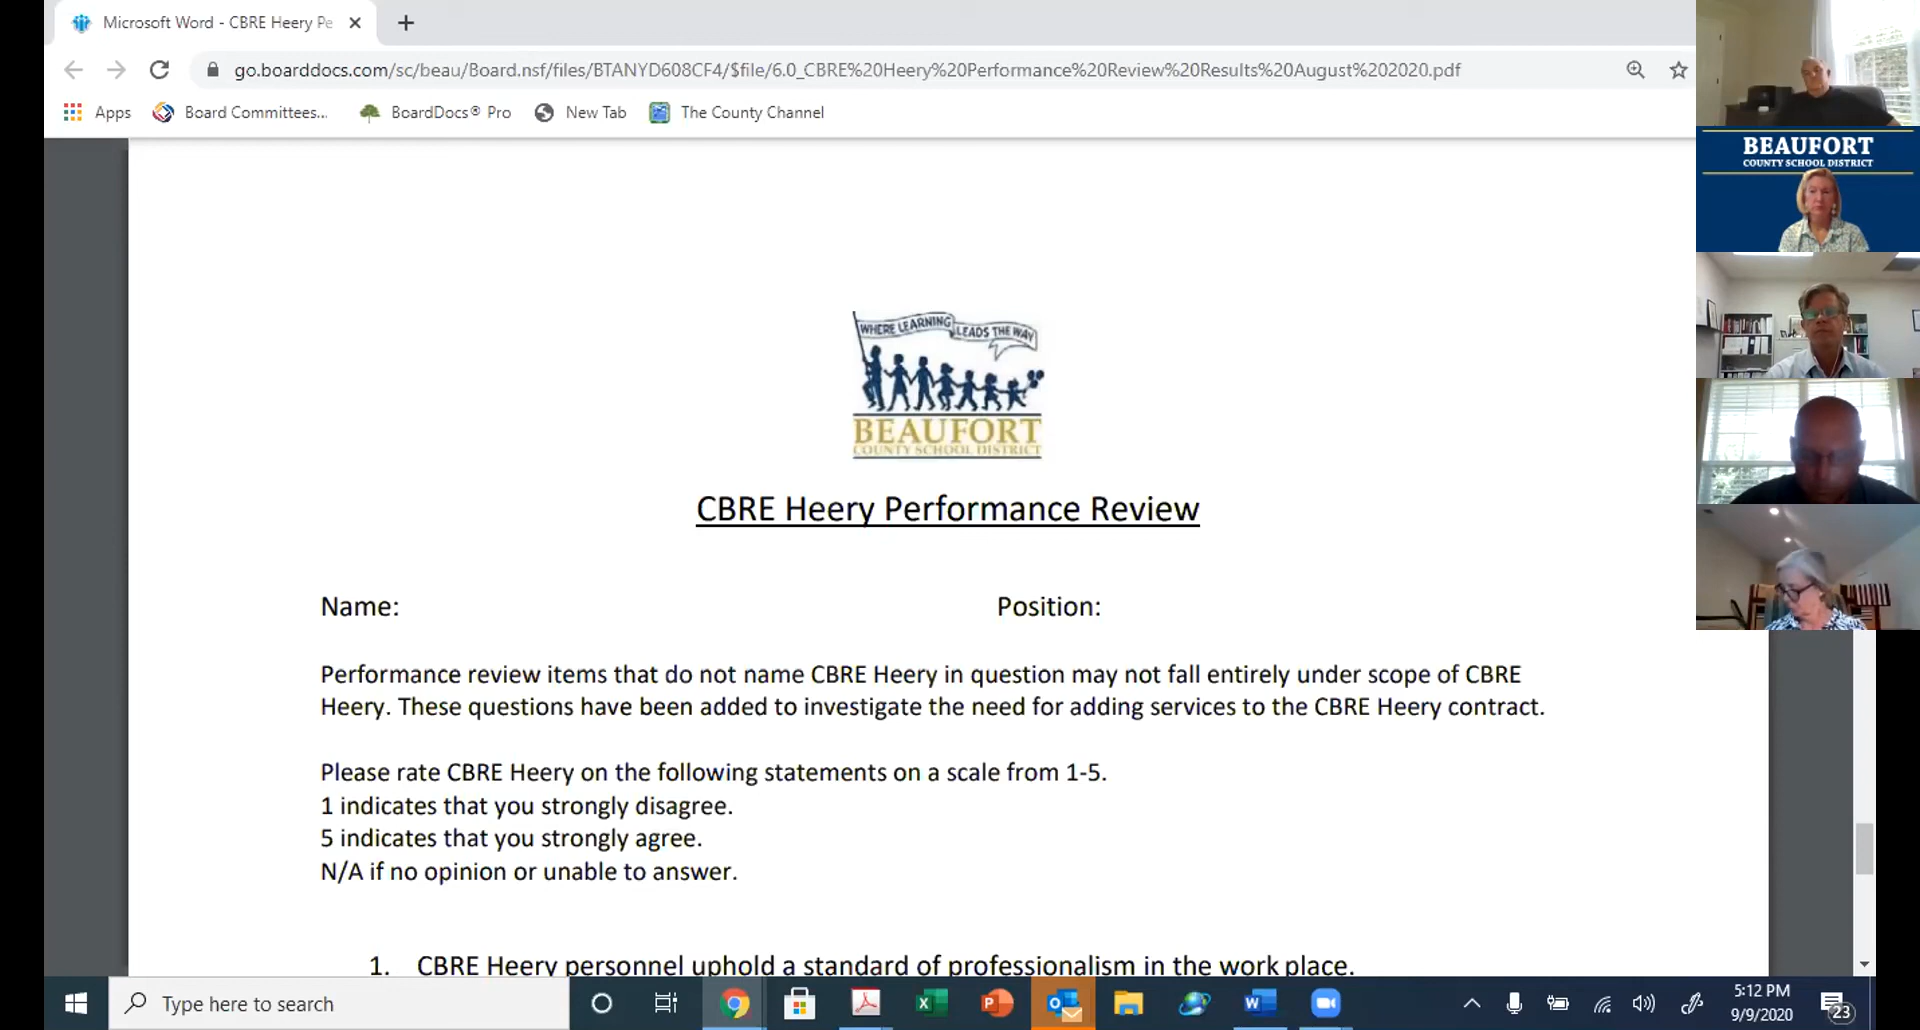 Microsoft Word - CBRE Heery Pe
go.boarddocs.com/sc/beau/Board.nsf/files/BTANYD608CF4/$file/6.0_CBRE%20Heery%20Performance%20Review%20Results%20August%202020.pdf
Apps Board Committees... BoardDocs® Pro New Tab The County Channel
BEAUFORT
COUNTY SCHOOL DISTRICT
WHERE LEARNING LEADS THE WAY
BEAUFORT
COUNTY SCHOOL DISTRICT
CBRE Heery Performance Review
Name: Position:
Performance review items that do not name CBRE Heery in question may not fall entirely under scope of CBRE
Heery. These questions have been added to investigate the need for adding services to the CBRE Heery contract.
Please rate CBRE Heery on the following statements on a scale from 1-5.
1 indicates that you strongly disagree.
5 indicates that you strongly agree.
N/A if no opinion or unable to answer.
1. CBRE Heery personnel uphold a standard of professionalism in the work place.
Type here to search
5:12 PM
9/9/2020
23